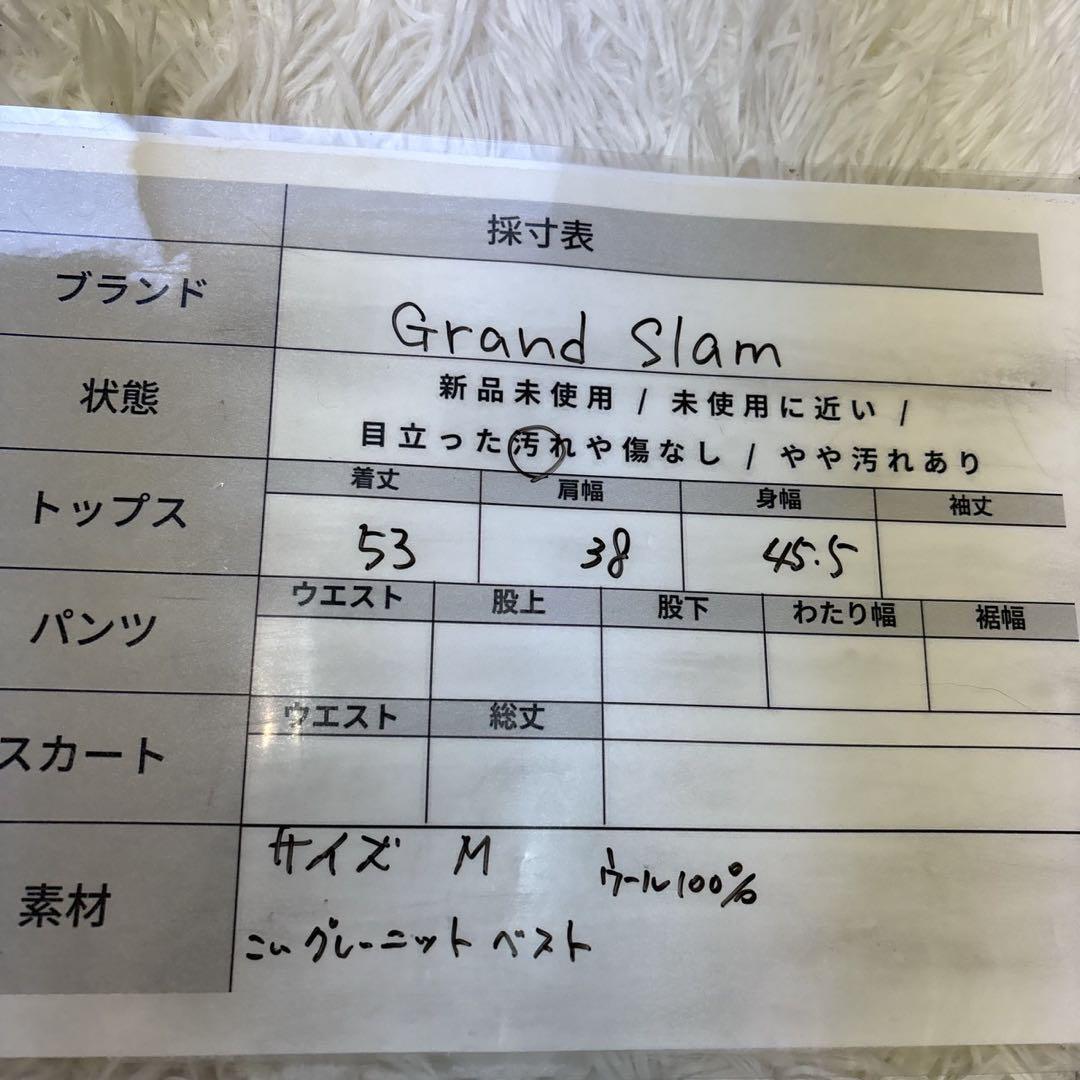 採寸表
ブランド
Grand Slam
状態
新品未使用 / 未使用に近い /
目立った汚れや傷なし / やや汚れあり
トップス
着丈 肩幅 身幅 袖丈
53 38 45.5
パンツ
ウエスト 股上 股下 わたり幅 裾幅
スカート
ウエスト 総丈
素材
サイズ M ウール100%
こいグレーニット ベスト